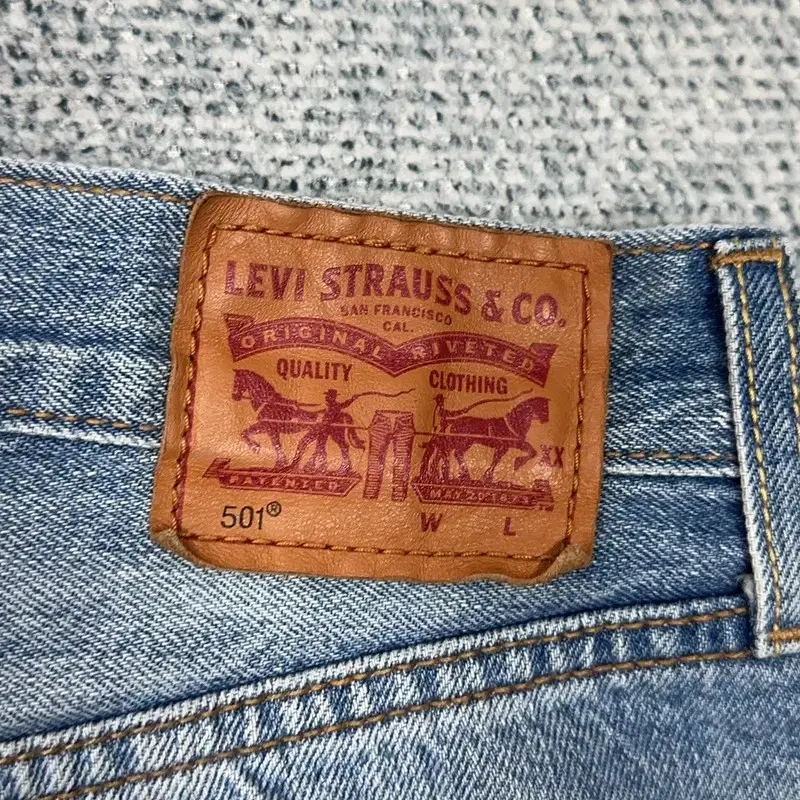 LEVI STRAUSS & CO.
SAN FRANCISCO
CAL.
ORIGINAL RIVETED
QUALITY CLOTHING
XX
PATENTED MAY 20 1873
501® W L